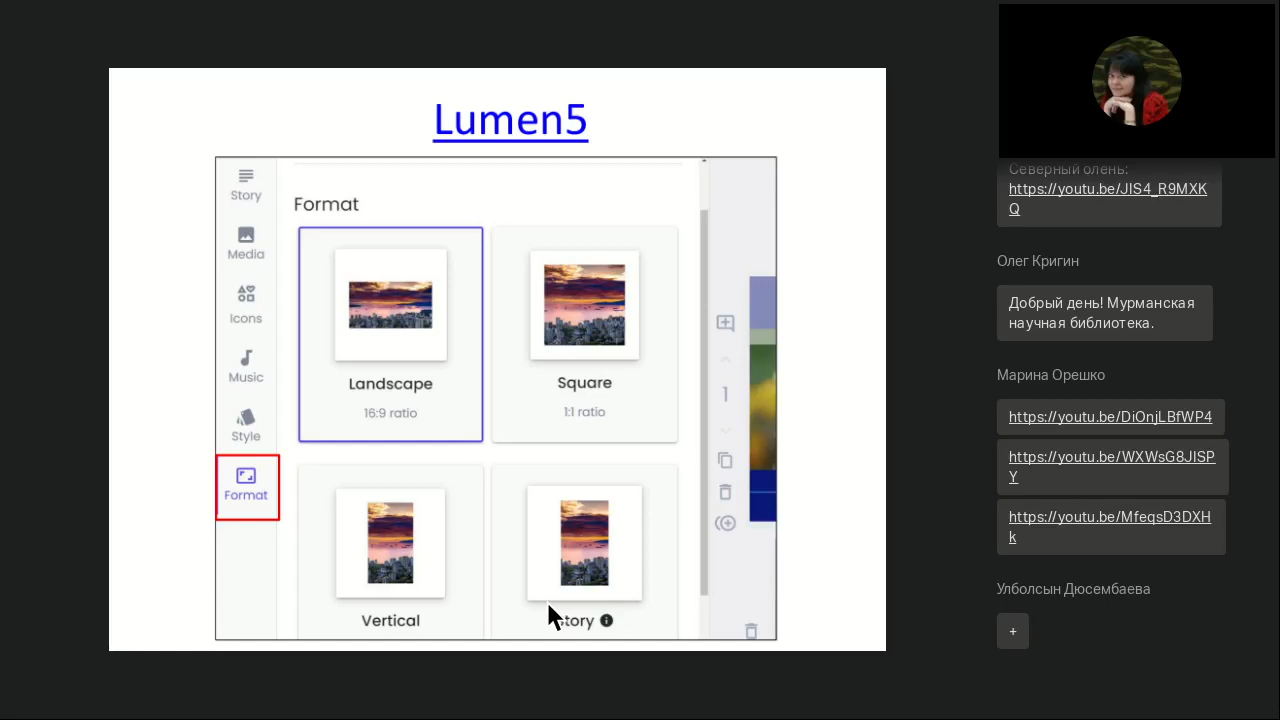 Lumen5
Story
Media
Icons
Music
Style
Format
Format
Landscape
16:9 ratio
Square
1:1 ratio
Vertical
1
Северный олень:
https://youtu.be/JIS4_R9MXK
Q
Олег Кригин
Добрый день! Мурманская
научная библиотека.
Марина Орешко
https://youtu.be/DiOnjLBfWP4
https://youtu.be/WXWsG8JISP
Y
https://youtu.be/MfeqsD3DXH
k
Улболсын Дюсембаева
+